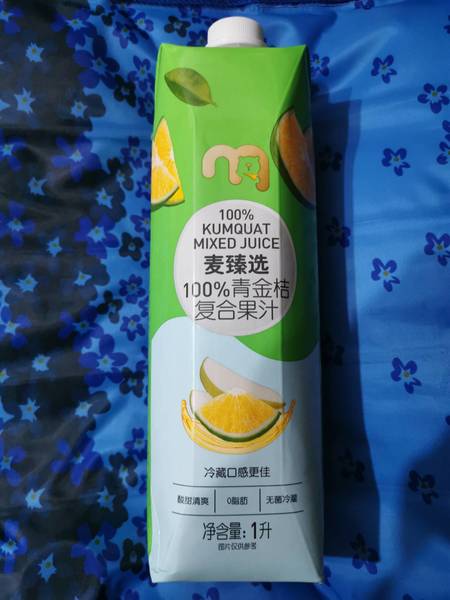 100%
KUMQUAT
MIXED JUICE
麦臻选
100%青金桔
复合果汁
冷藏口感更佳
酸甜清爽 0脂肪 无菌冷灌
净含量: 1升
图片仅供参考